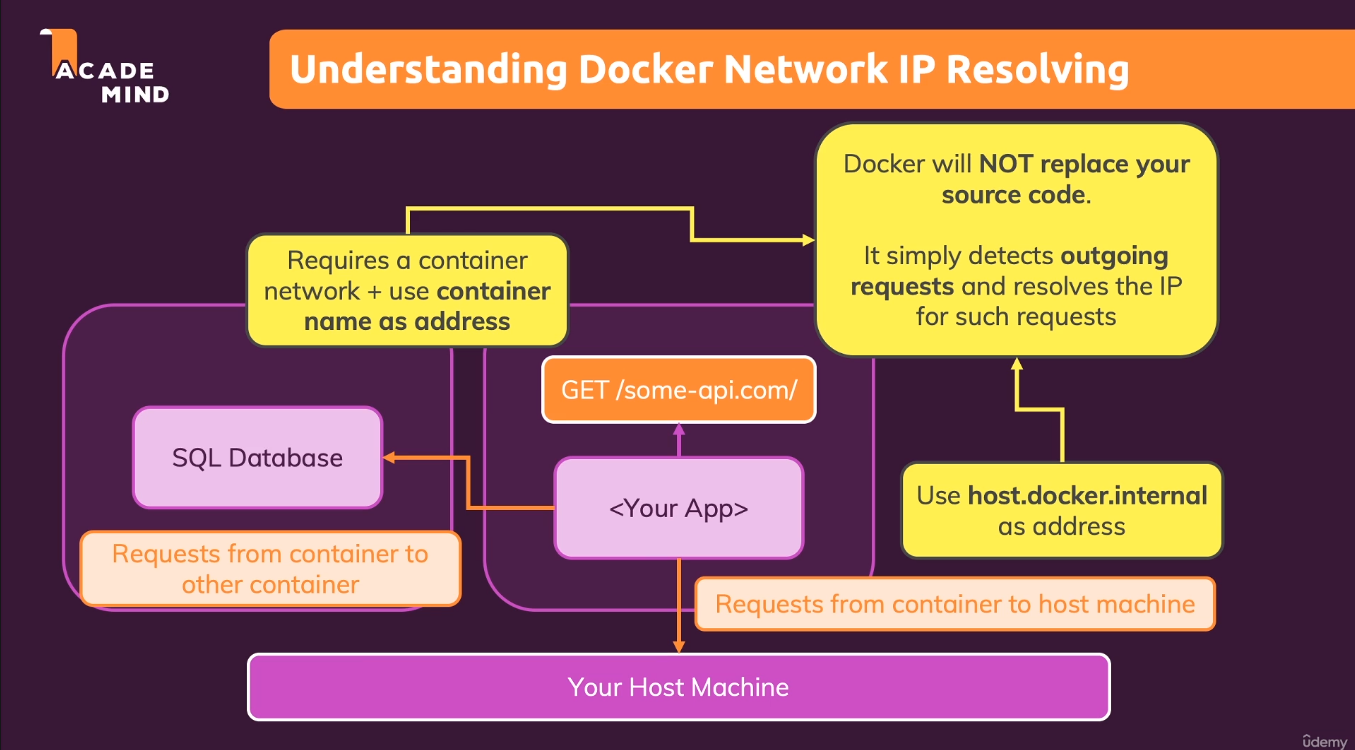 ACADE
MIND
Understanding Docker Network IP Resolving
Docker will NOT replace your
source code.
It simply detects outgoing
requests and resolves the IP
for such requests
Requires a container
network + use container
name as address
GET /some-api.com/
SQL Database
<Your App>
Use host.docker.internal
as address
Requests from container to
other container
Requests from container to host machine
Your Host Machine
udemy